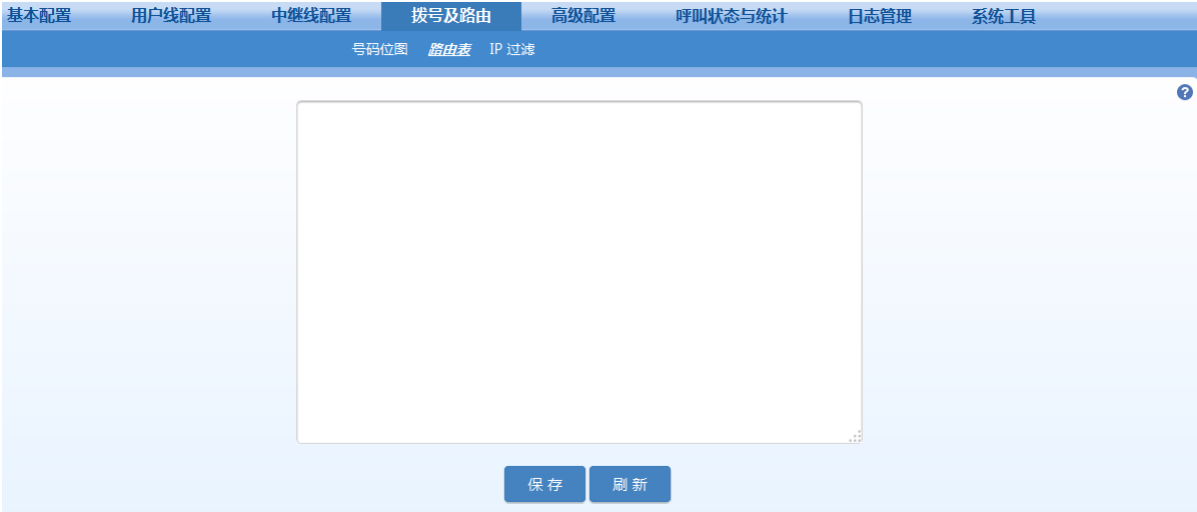 基本配置 用户线配置 中继线配置 拨号及路由 高级配置 呼叫状态与统计 日志管理 系统工具
号码位图 路由表 IP 过滤
?
保存 刷新